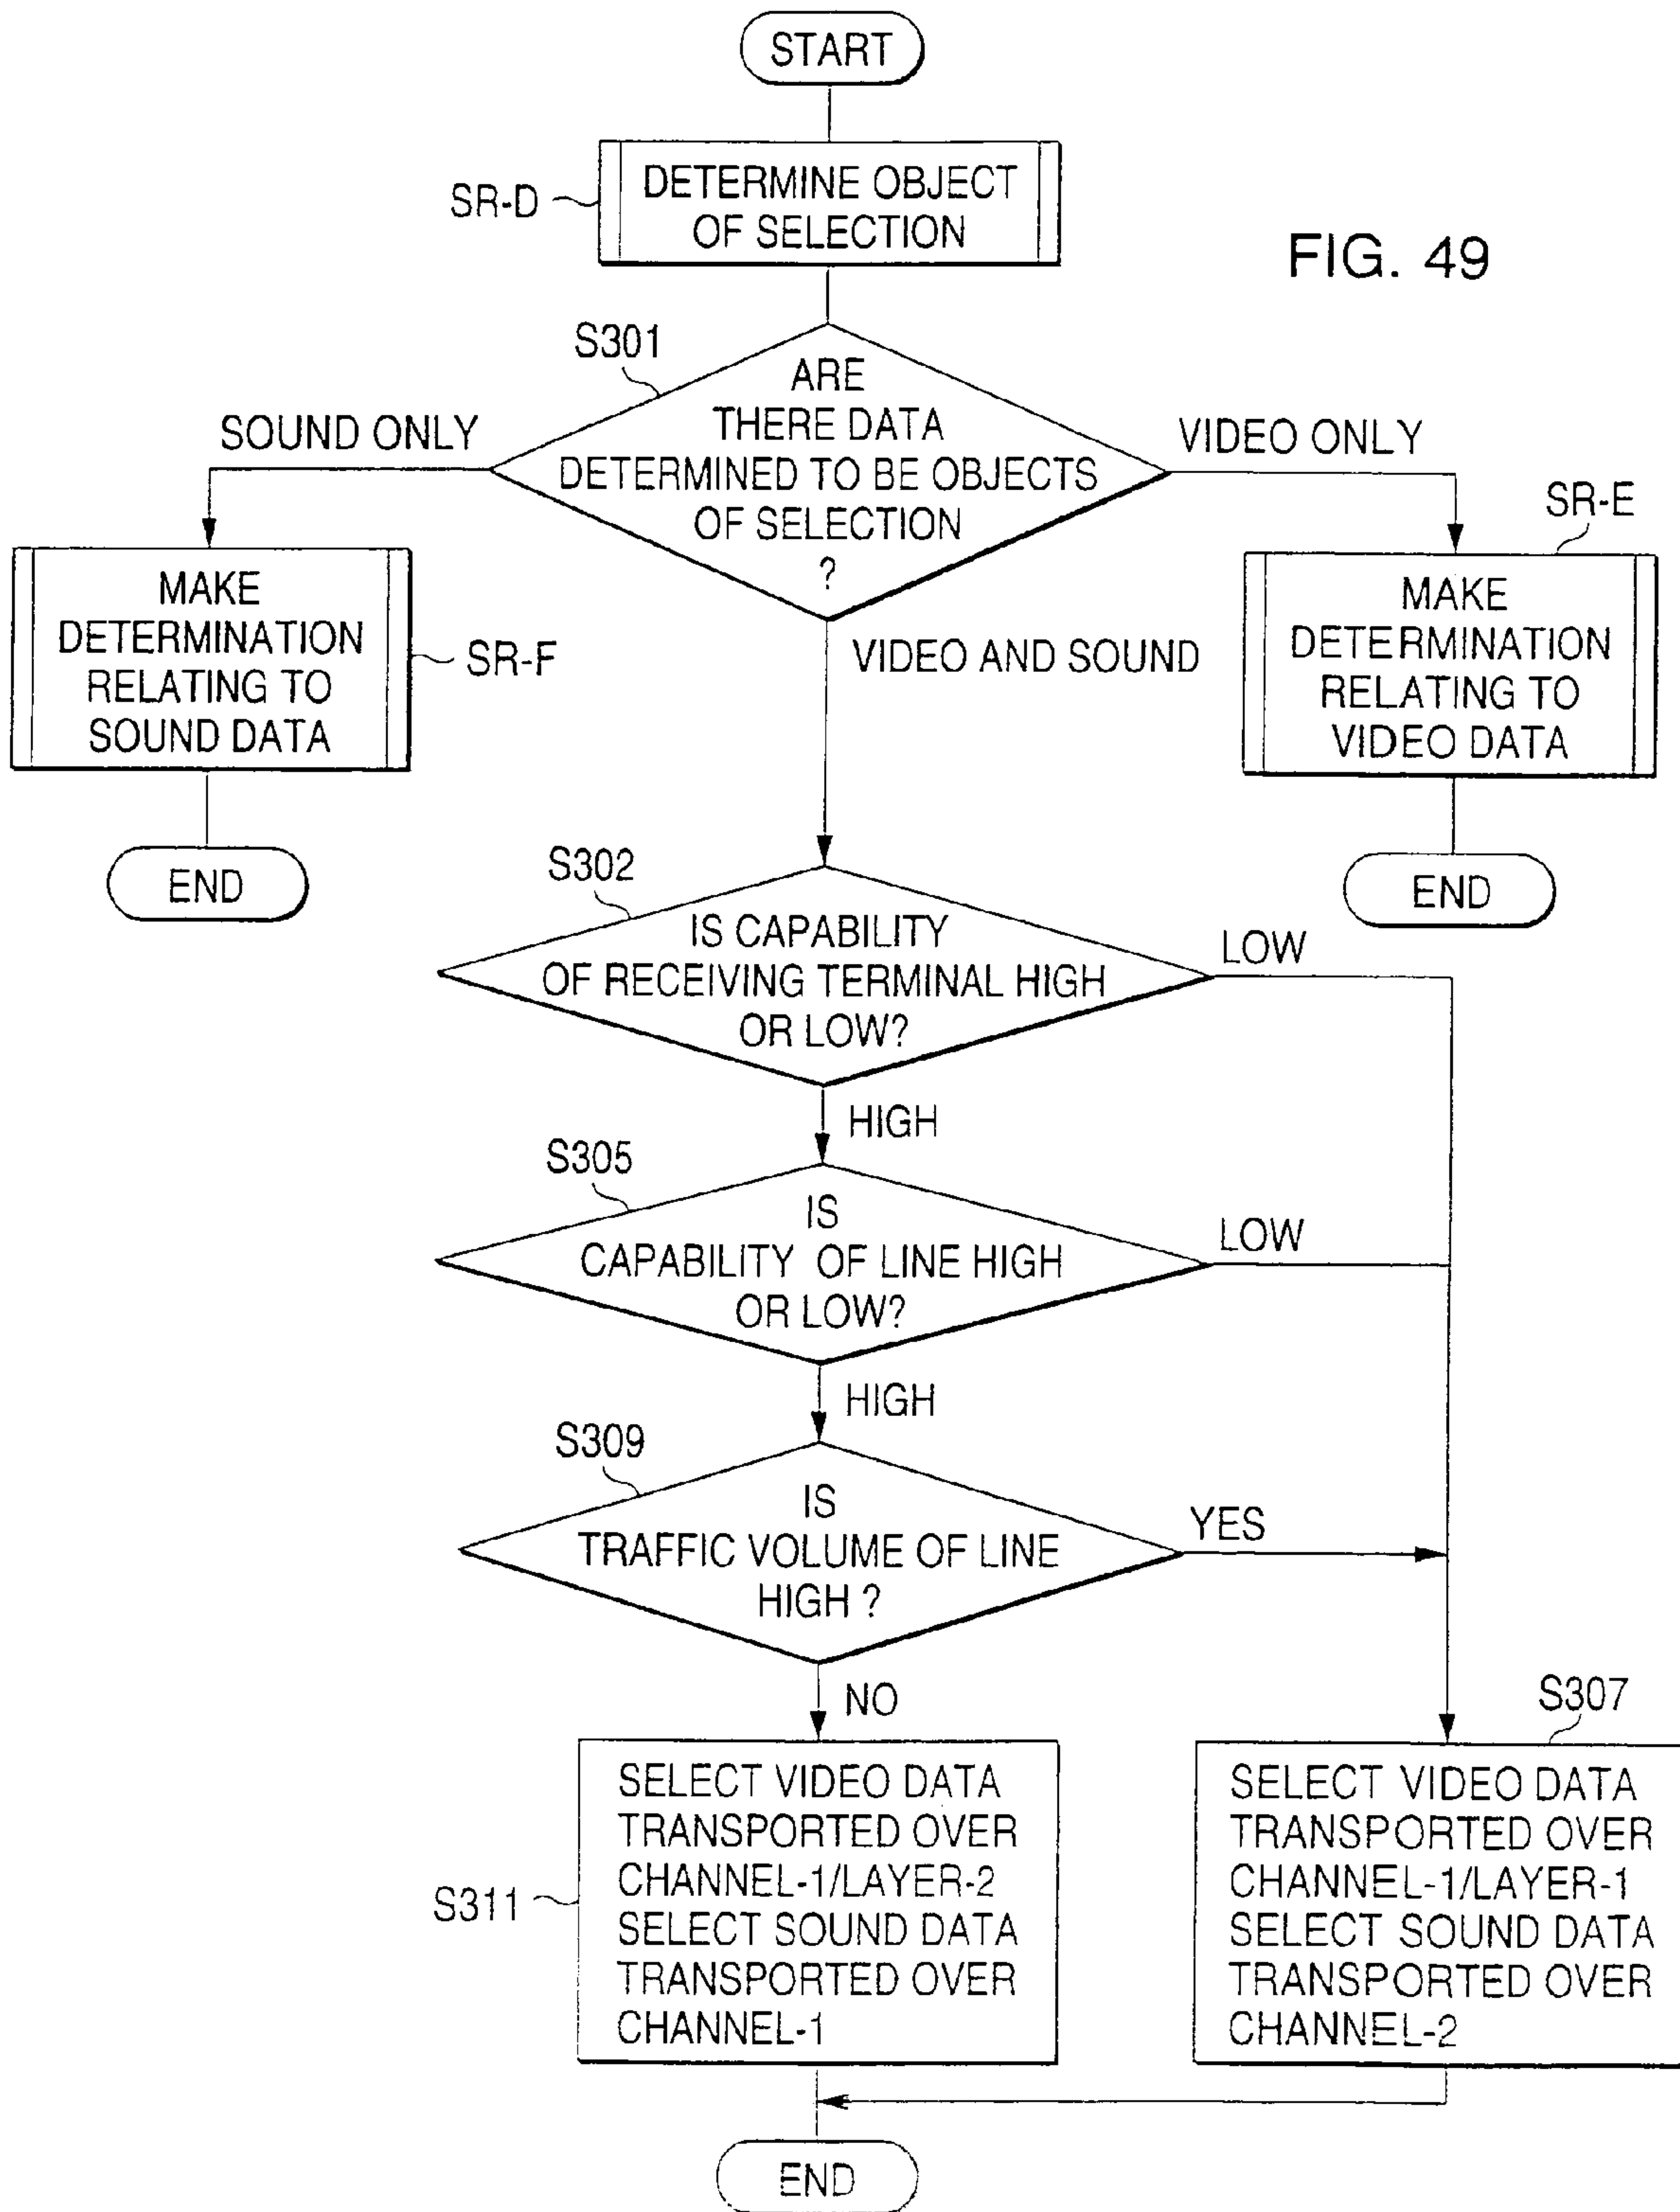 START
SR-D
DETERMINE OBJECT
OF SELECTION
FIG. 49
S301
ARE
THERE DATA
DETERMINED TO BE OBJECTS
OF SELECTION
?
SOUND ONLY
VIDEO ONLY
SR-E
MAKE
DETERMINATION
RELATING TO
SOUND DATA
SR-F
VIDEO AND SOUND
MAKE
DETERMINATION
RELATING TO
VIDEO DATA
END
END
S302
IS CAPABILITY
OF RECEIVING TERMINAL HIGH
OR LOW?
LOW
HIGH
S305
IS
CAPABILITY OF LINE HIGH
OR LOW?
LOW
HIGH
S309
IS
TRAFFIC VOLUME OF LINE
HIGH ?
YES
NO
S307
S311
SELECT VIDEO DATA
TRANSPORTED OVER
CHANNEL-1/LAYER-2
SELECT SOUND DATA
TRANSPORTED OVER
CHANNEL-1
SELECT VIDEO DATA
TRANSPORTED OVER
CHANNEL-1/LAYER-1
SELECT SOUND DATA
TRANSPORTED OVER
CHANNEL-2
END